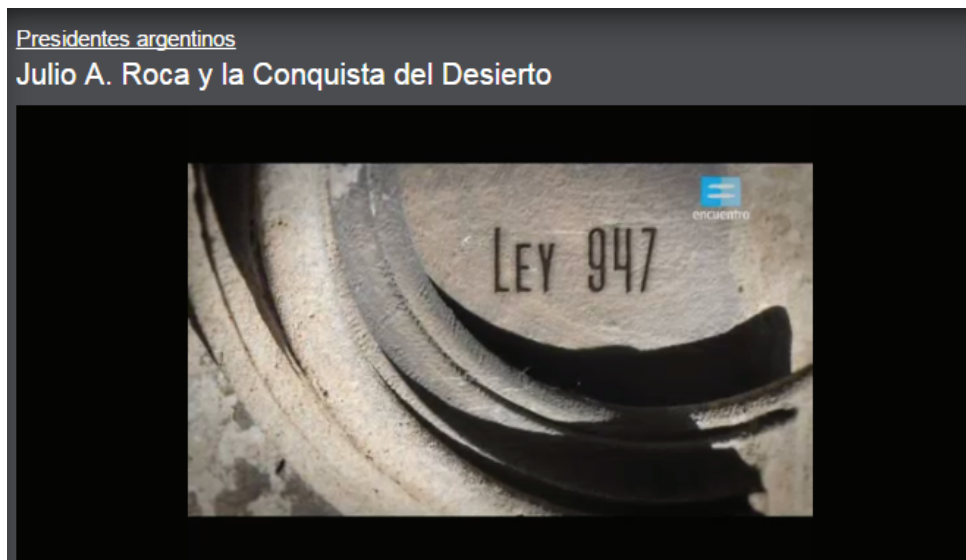 Presidentes argentinos
Julio A. Roca y la Conquista del Desierto
encuentro
LEY 947